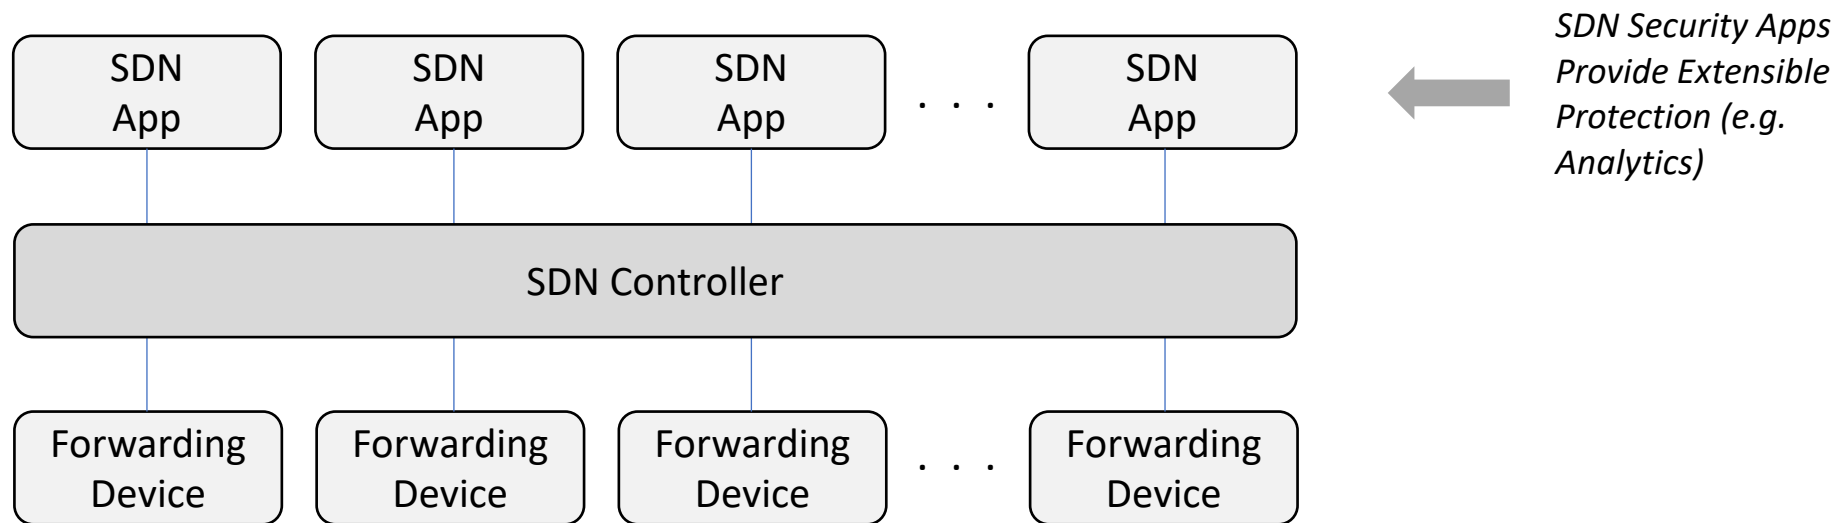 SDN
App
SDN
App
SDN
App
. . .
SDN
App
SDN Security Apps
Provide Extensible
Protection (e.g.
Analytics)
SDN Controller
Forwarding
Device
Forwarding
Device
Forwarding
Device
. . .
Forwarding
Device